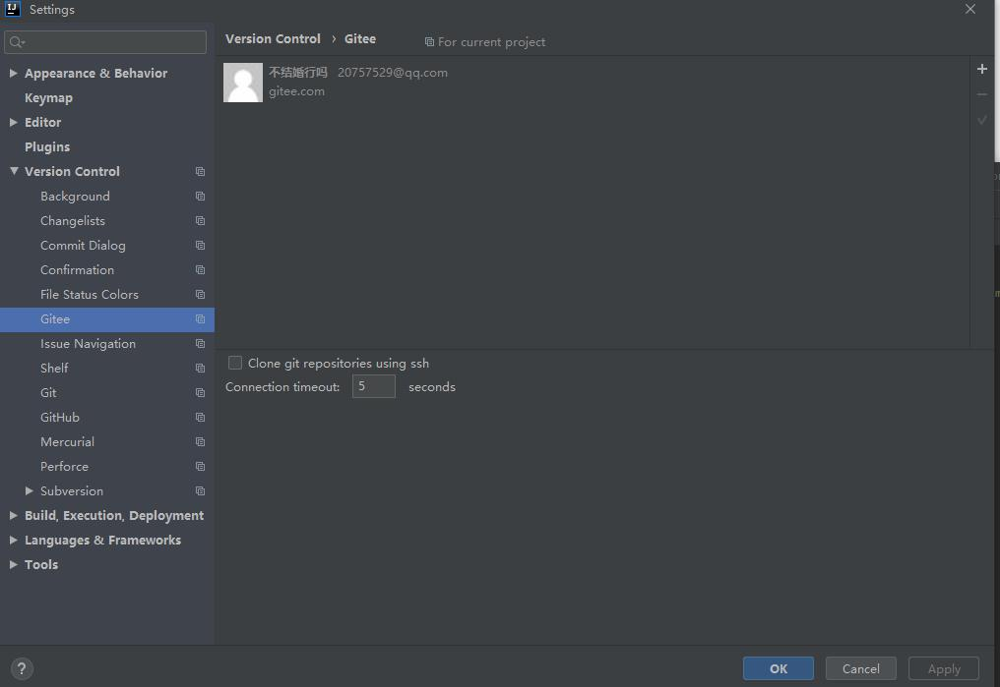 Settings
Version Control › Gitee For current project
不结婚行吗 20757529@qq.com
gitee.com
Appearance & Behavior
Keymap
Editor
Plugins
Version Control
Background
Changelists
Commit Dialog
Confirmation
File Status Colors
Gitee
Issue Navigation
Shelf
Git
GitHub
Mercurial
Perforce
Subversion
Build, Execution, Deployment
Languages & Frameworks
Tools
Clone git repositories using ssh
Connection timeout: 5 seconds
? OK Cancel Apply